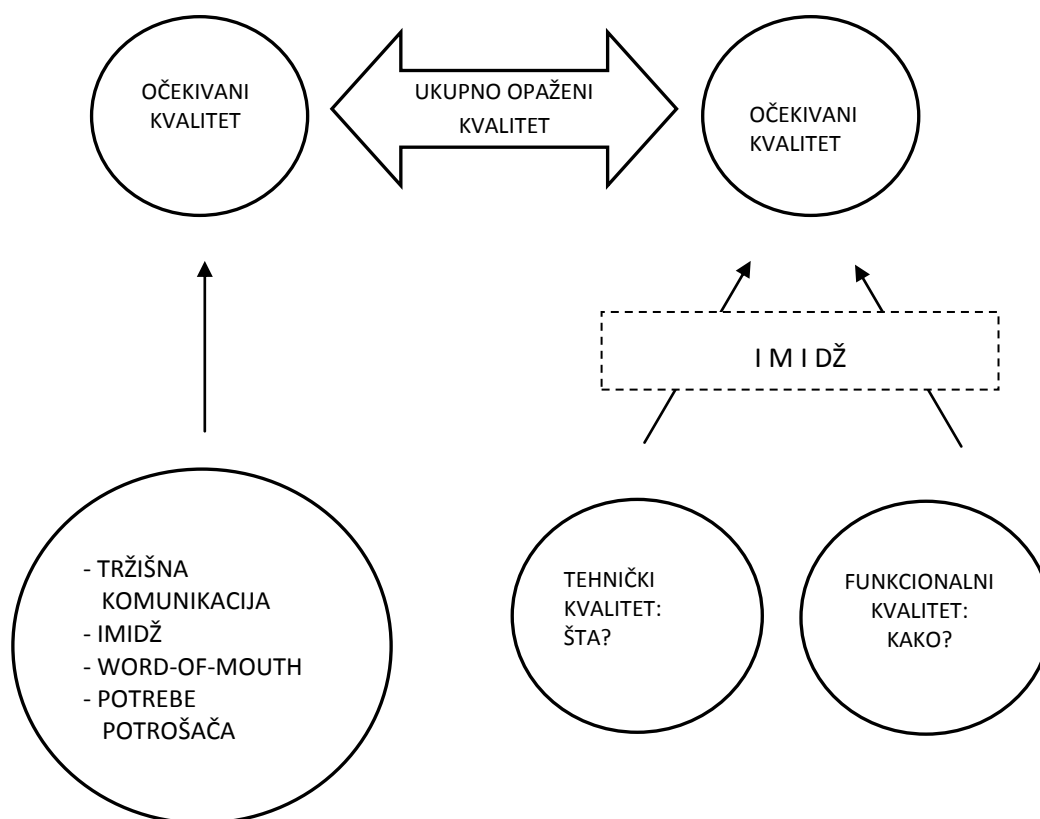 OČEKIVANI
KVALITET
UKUPNO OPAŽENI
KVALITET
OČEKIVANI
KVALITET
I M I DŽ
- TRŽIŠNA
KOMUNIKACIJA
- IMIDŽ
- WORD-OF-MOUTH
- POTREBE
POTROŠAČA
TEHNIČKI
KVALITET:
ŠTA?
FUNKCIONALNI
KVALITET:
KAKO?